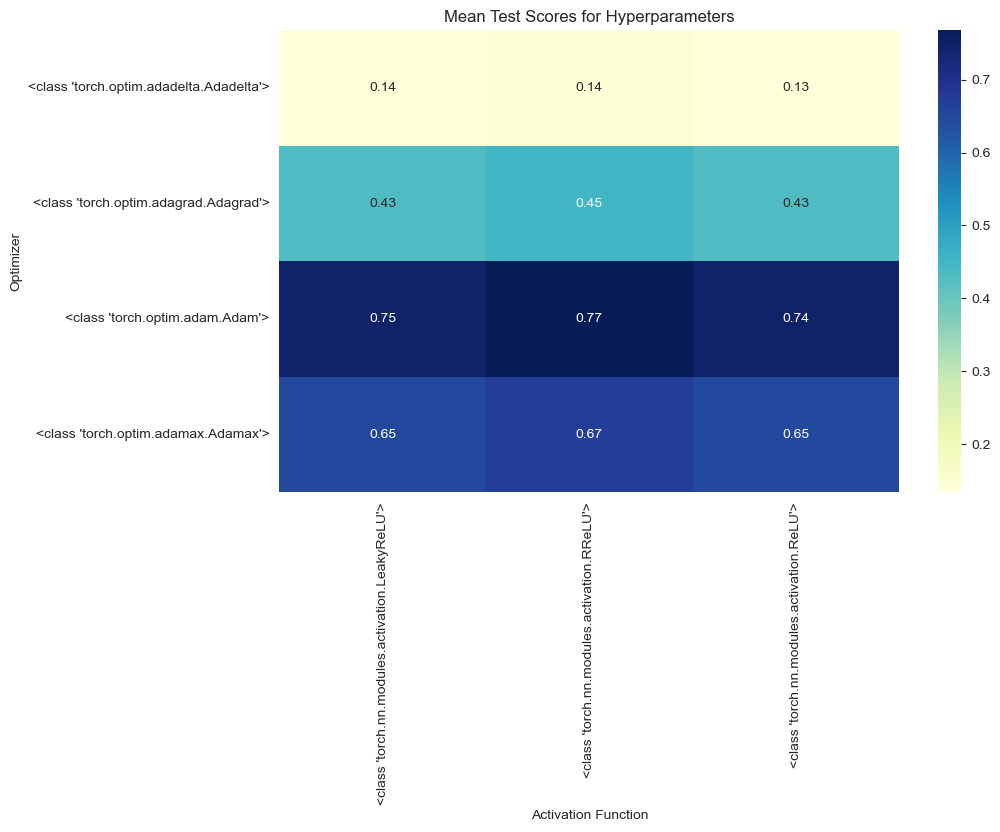 Mean Test Scores for Hyperparameters
Optimizer
<class 'torch.optim.adadelta.Adadelta'>
0.14 0.14 0.13
<class 'torch.optim.adagrad.Adagrad'>
0.43 0.45 0.43
<class 'torch.optim.adam.Adam'>
0.75 0.77 0.74
<class 'torch.optim.adamax.Adamax'>
0.65 0.67 0.65
<class 'torch.nn.modules.activation.LeakyReLU'>
<class 'torch.nn.modules.activation.RReLU'>
<class 'torch.nn.modules.activation.ReLU'>
Activation Function
0.7
0.6
0.5
0.4
0.3
0.2